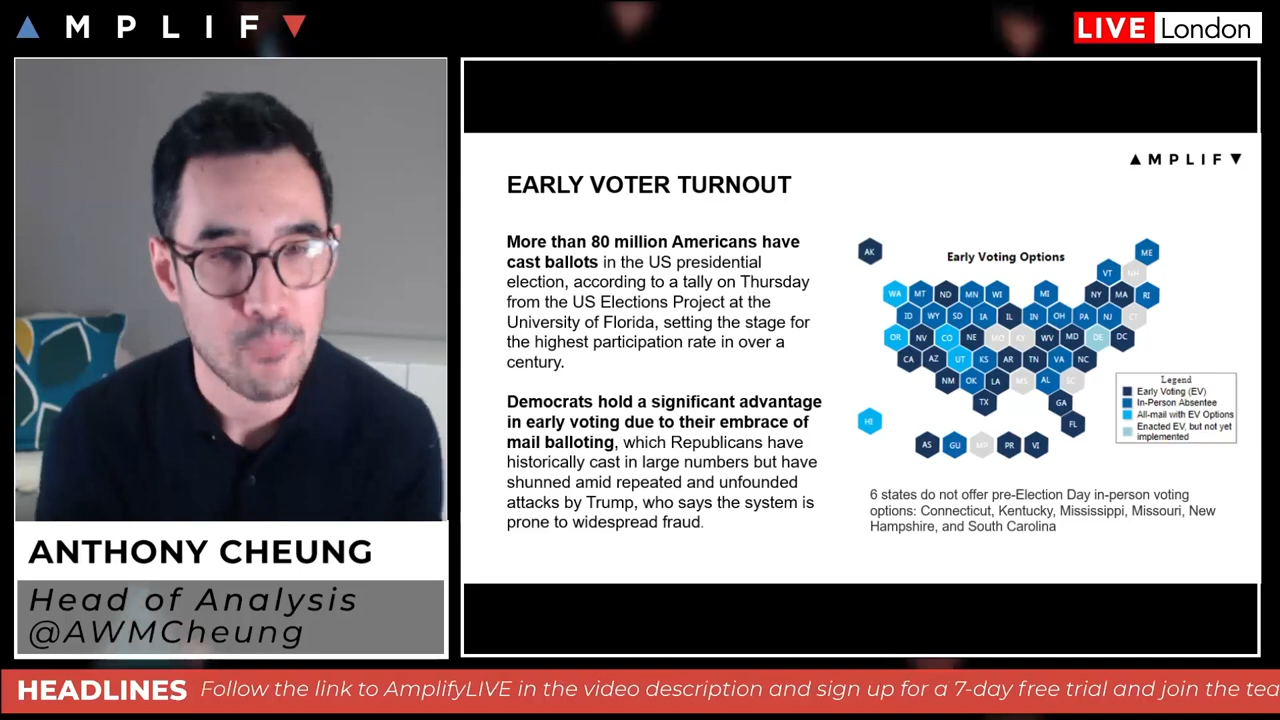 ▲ M P L I F ▼
LIVE London
ANTHONY CHEUNG
Head of Analysis
@AWMCheung
▲ M P L I F ▼
EARLY VOTER TURNOUT
More than 80 million Americans have
cast ballots in the US presidential
election, according to a tally on Thursday
from the US Elections Project at the
University of Florida, setting the stage for
the highest participation rate in over a
century.
Democrats hold a significant advantage
in early voting due to their embrace of
mail balloting, which Republicans have
historically cast in large numbers but have
shunned amid repeated and unfounded
attacks by Trump, who says the system is
prone to widespread fraud.
Early Voting Options
AK ME
VT NH
WA MT ND MN WI MI NY MA RI
ID WY SD IA IL IN OH PA NJ CT
OR NV CO NE MO KY WV MD DE DC
CA AZ UT KS AR TN VA NC
NM OK LA MS AL SC
TX GA
HI FL
AS GU MP PR VI
Legend
Early Voting (EV)
In-Person Absentee
All-mail with EV Options
Enacted EV, but not yet
implemented
6 states do not offer pre-Election Day in-person voting
options: Connecticut, Kentucky, Mississippi, Missouri, New
Hampshire, and South Carolina
HEADLINES Follow the link to AmplifyLIVE in the video description and sign up for a 7-day free trial and join the tea